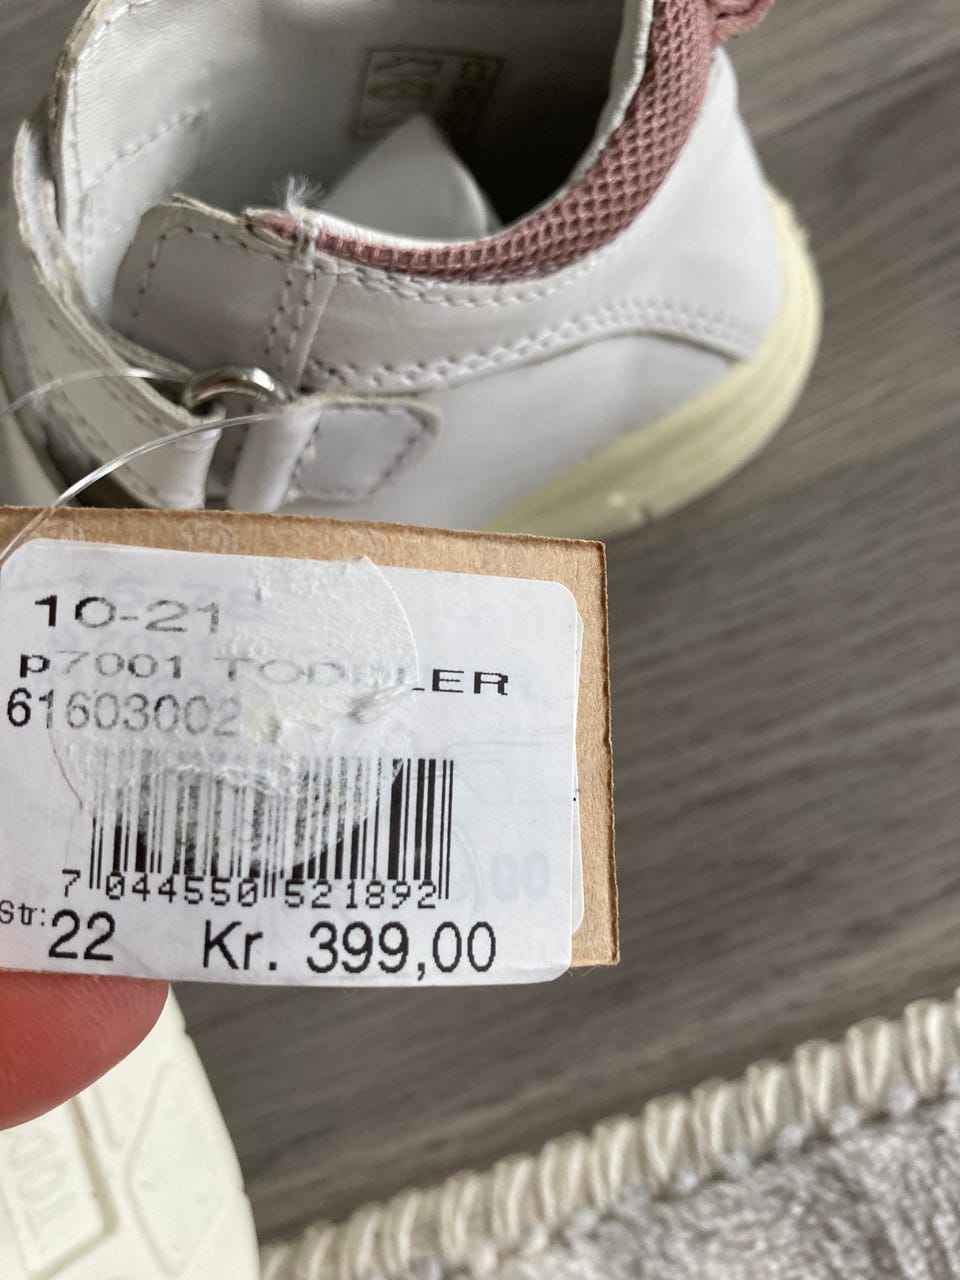 10-21
p7001 TODDLER
61603002
7 044550 521892
Str: 22 Kr. 399,00